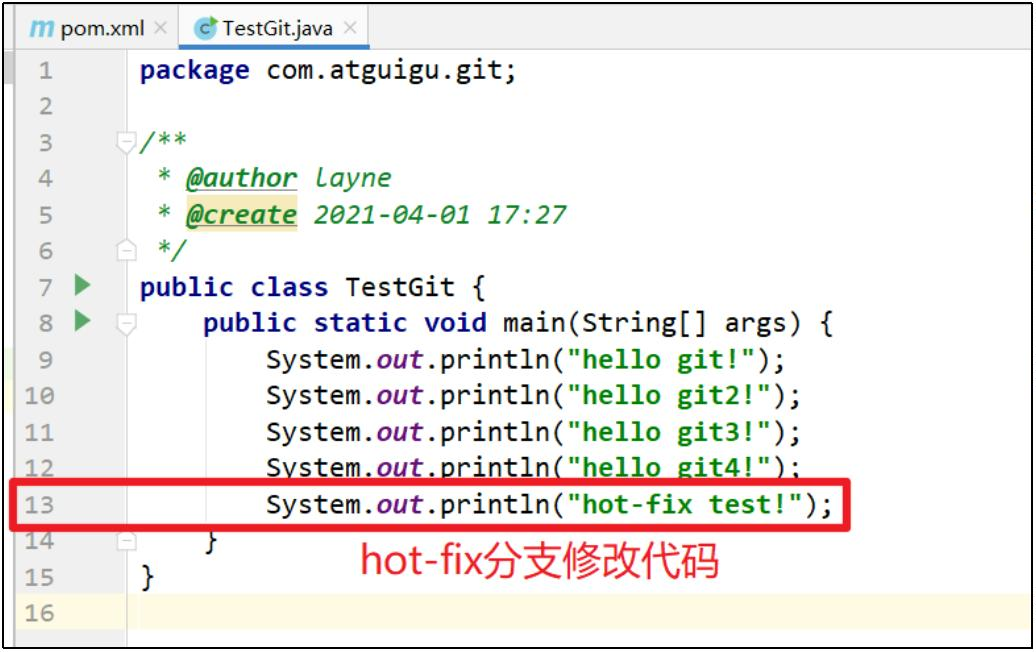 m pom.xml ×
C TestGit.java ×
1 package com.atguigu.git;
2
3 /**
4 * @author layne
5 * @create 2021-04-01 17:27
6 */
7 public class TestGit {
8 public static void main(String[] args) {
9 System.out.println("hello git!");
10 System.out.println("hello git2!");
11 System.out.println("hello git3!");
12 System.out.println("hello git4!");
13 System.out.println("hot-fix test!");
14 }
hot-fix分支修改代码
15 }
16